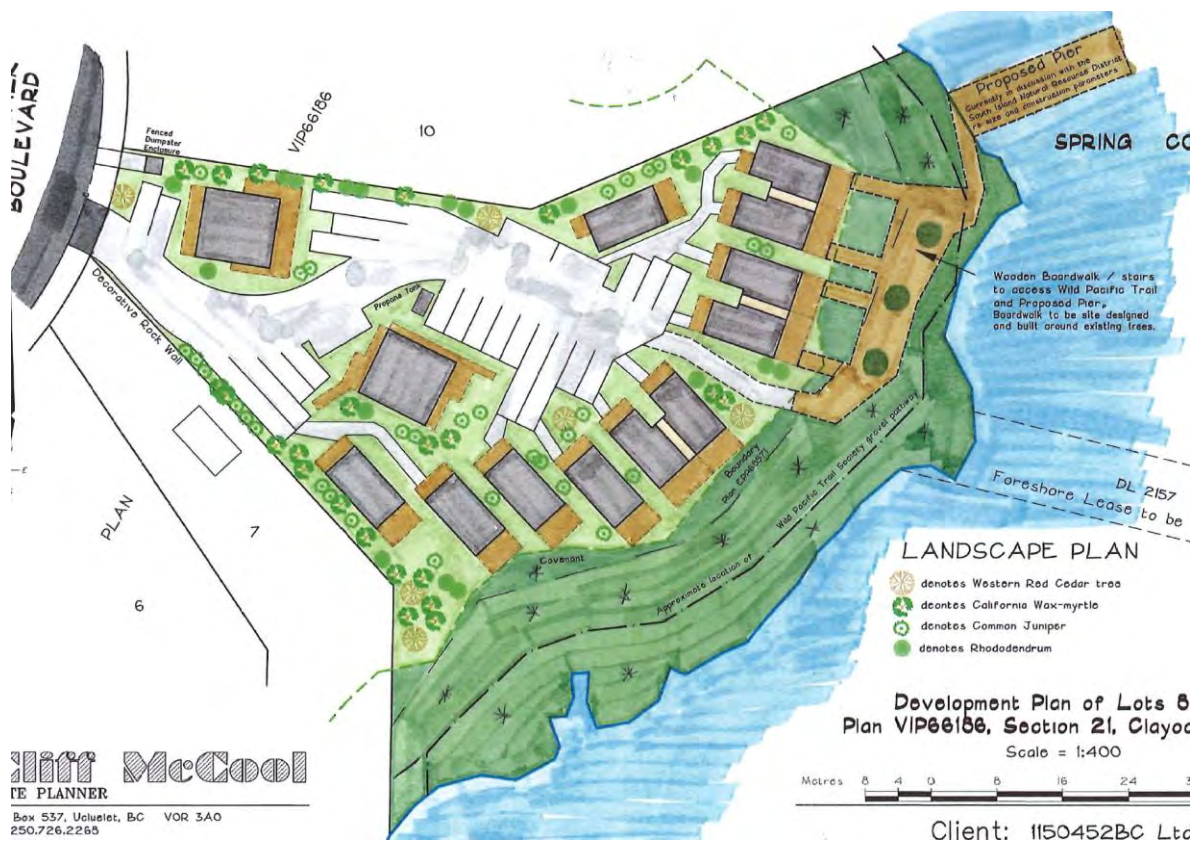 BOULEVARD
Fenced
Dumpster
Enclosure
VIP66186
10
Proposed Pier
Currently in discussion with the
South Island Natural Resource District
re size and construction parameters
SPRING CO
Decorative Rock Wall
Propane Tank
Wooden Boardwalk / stairs
to access Wild Pacific Trail
and Proposed Pier.
Boardwalk to be site designed
and built around existing trees.
PLAN
7
6
Boundary
Covenant
Approximate location of Wild Pacific Trail Society gravel pathway
DL 2157
Foreshore Lease to be
LANDSCAPE PLAN
denotes Western Red Cedar tree
deontes California Wax-myrtle
denotes Common Juniper
denotes Rhododendrum
Development Plan of Lots 8
Plan VIP66186, Section 21, Clayoc
Scale = 1:400
Metres 8 4 0 8 16 24 3
Client: 1150452BC Ltd
Cliff McCool
TE PLANNER
Box 537, Ucluelet, BC V0R 3A0
250.726.2268